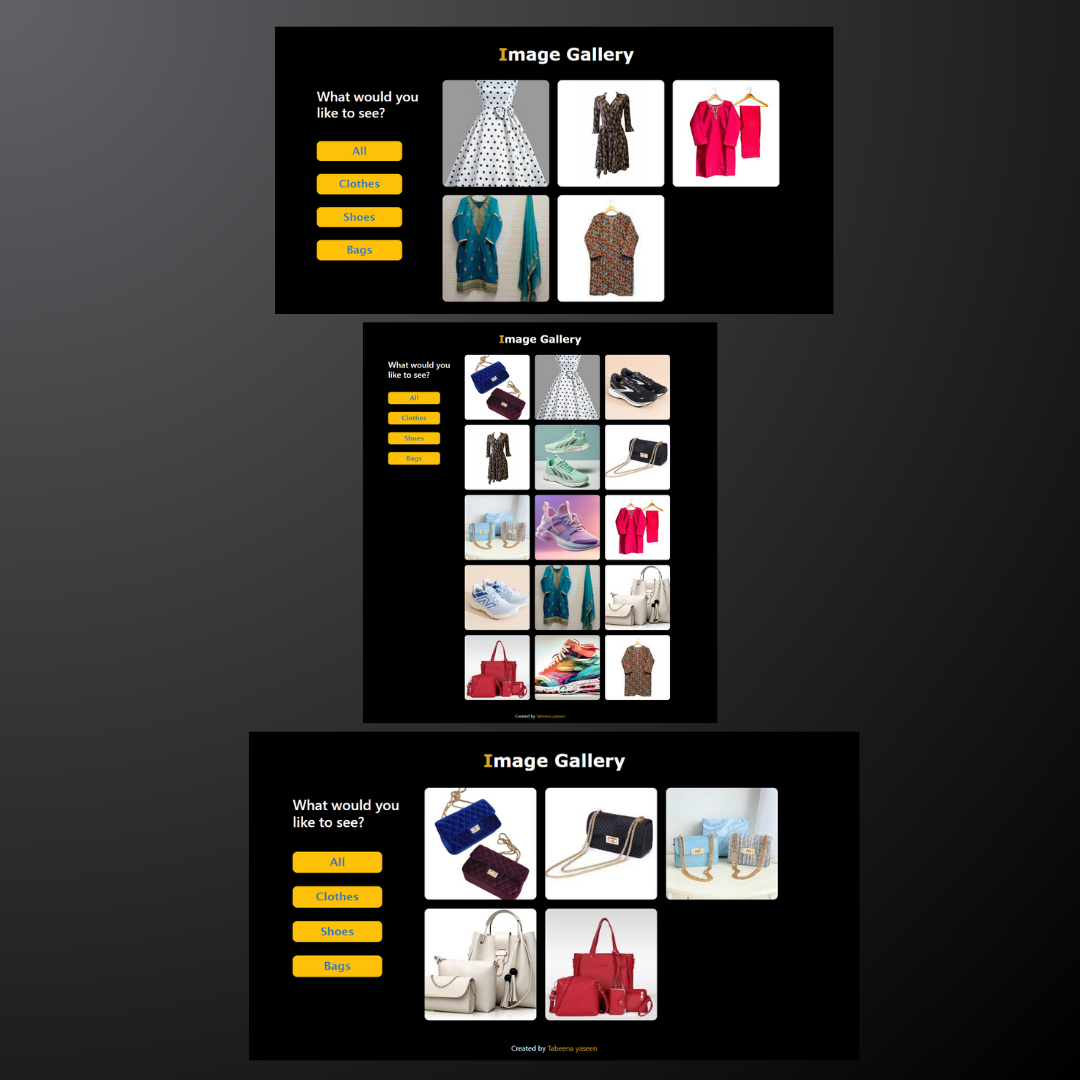 Image Gallery
What would you
like to see?
All
Clothes
Shoes
Bags
Image Gallery
What would you
like to see?
All
Clothes
Shoes
Bags
Created by Tabeena yaseen
Image Gallery
What would you
like to see?
All
Clothes
Shoes
Bags
Created by Tabeena yaseen